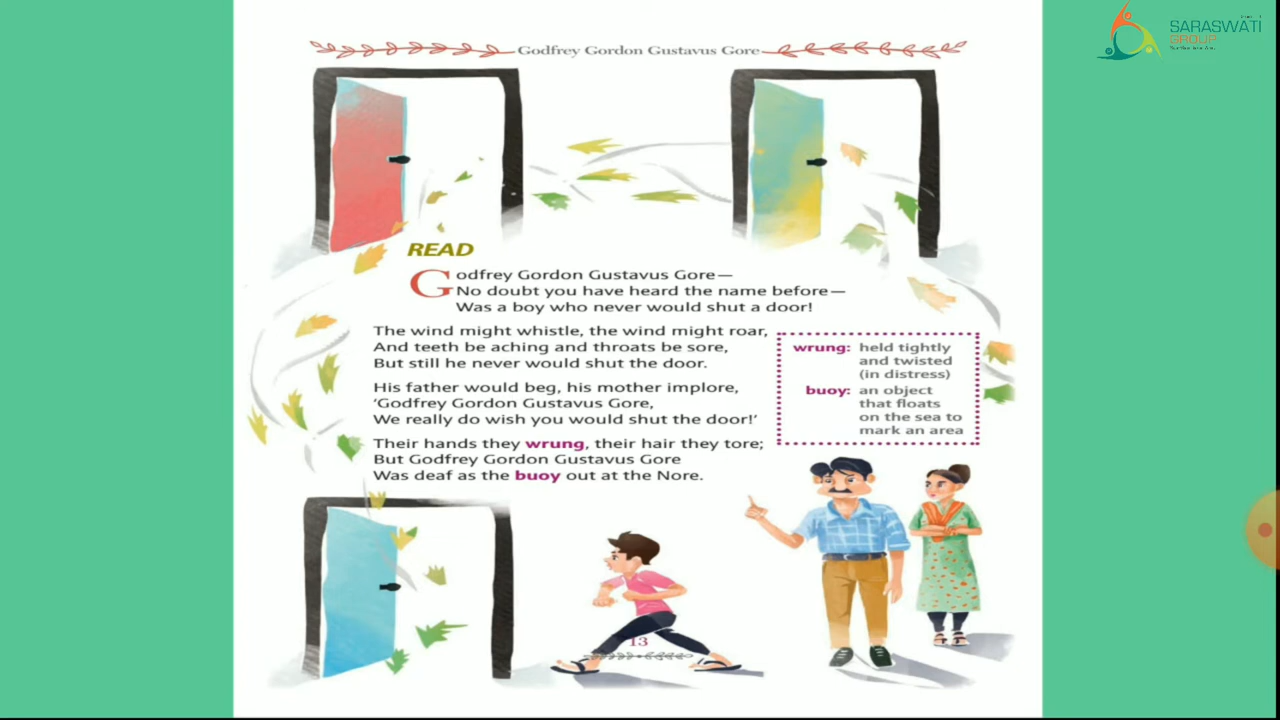 SARASWATI
GROUP
Godfrey Gordon Gustavus Gore
READ
Godfrey Gordon Gustavus Gore—
No doubt you have heard the name before—
Was a boy who never would shut a door!
The wind might whistle, the wind might roar,
And teeth be aching and throats be sore,
But still he never would shut the door.
His father would beg, his mother implore,
‘Godfrey Gordon Gustavus Gore,
We really do wish you would shut the door!’
Their hands they wrung, their hair they tore;
But Godfrey Gordon Gustavus Gore
Was deaf as the buoy out at the Nore.
wrung: held tightly
and twisted
(in distress)
buoy: an object
that floats
on the sea to
mark an area
13